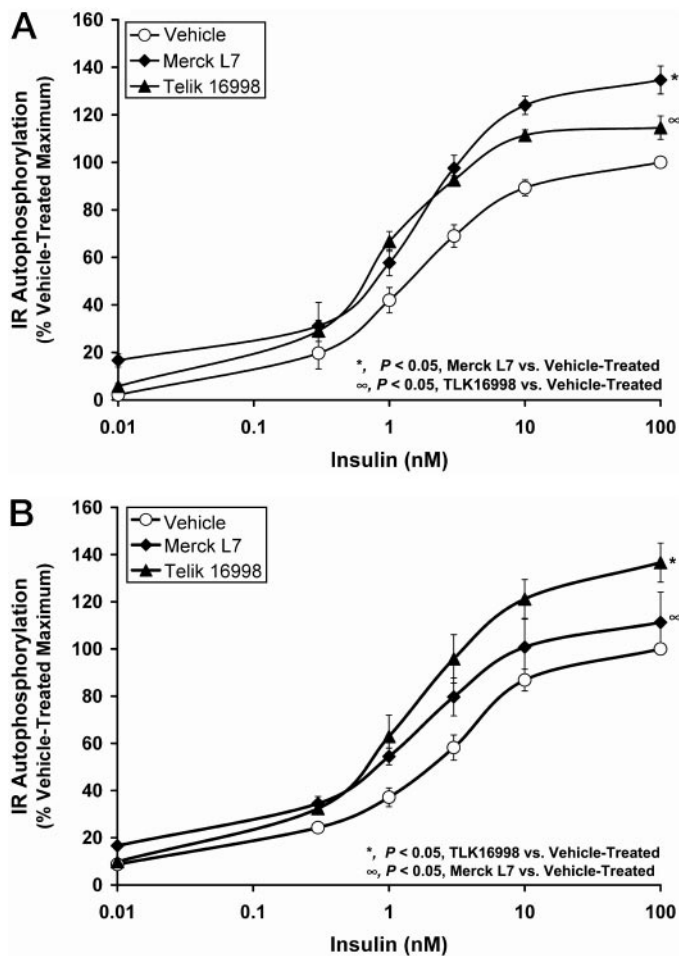 A
160
140
120
100
80
60
40
20
0
IR Autophosphorylation
(% Vehicle-Treated Maximum)
Vehicle
Merck L7
Telik 16998
*
∞
*, P < 0.05, Merck L7 vs. Vehicle-Treated
∞, P < 0.05, TLK16998 vs. Vehicle-Treated
0.01 0.1 1 10 100
Insulin (nM)
B
160
140
120
100
80
60
40
20
0
IR Autophosphorylation
(% Vehicle-Treated Maximum)
Vehicle
Merck L7
Telik 16998
*
∞
*, P < 0.05, TLK16998 vs. Vehicle-Treated
∞, P < 0.05, Merck L7 vs. Vehicle-Treated
0.01 0.1 1 10 100
Insulin (nM)